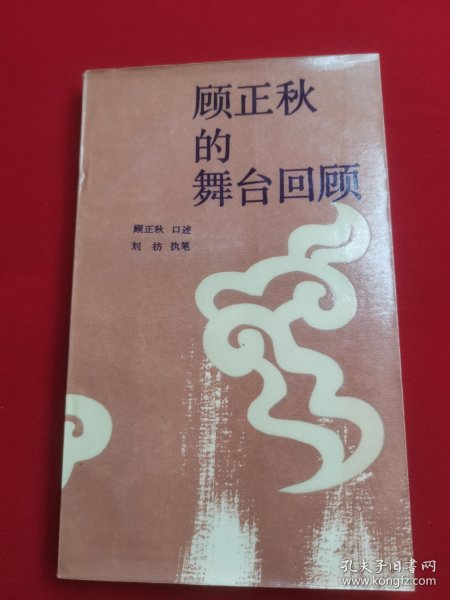 顾正秋
的
舞台回顾
顾正秋 口述
刘枋 执笔
孔夫子旧书网
www.kongfz.com